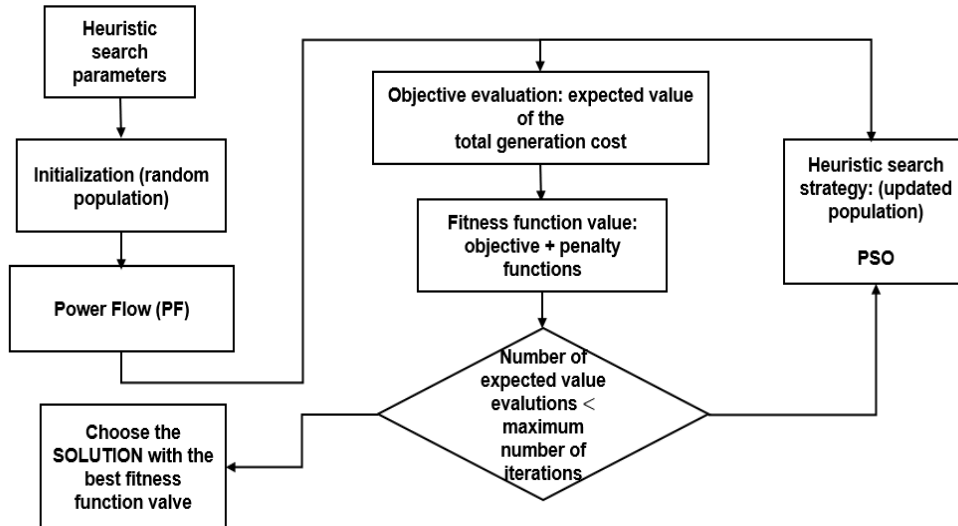 Heuristic
search
parameters
Initialization (random
population)
Power Flow (PF)
Choose the
SOLUTION with the
best fitness
function valve
Objective evaluation: expected value
of the
total generation cost
Fitness function value:
objective + penalty
functions
Number of
expected value
evalutions <
maximum
number of
iterations
Heuristic search
strategy: (updated
population)
PSO